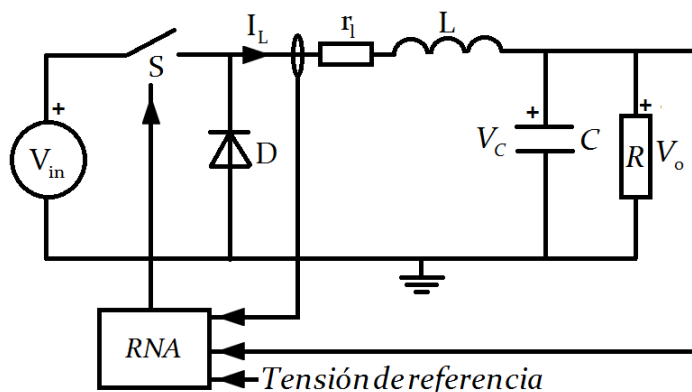 I_L
r_l
L
S
+
V_in
D
+
V_C
C
+
R
V_o
RNA
Tensión de referencia